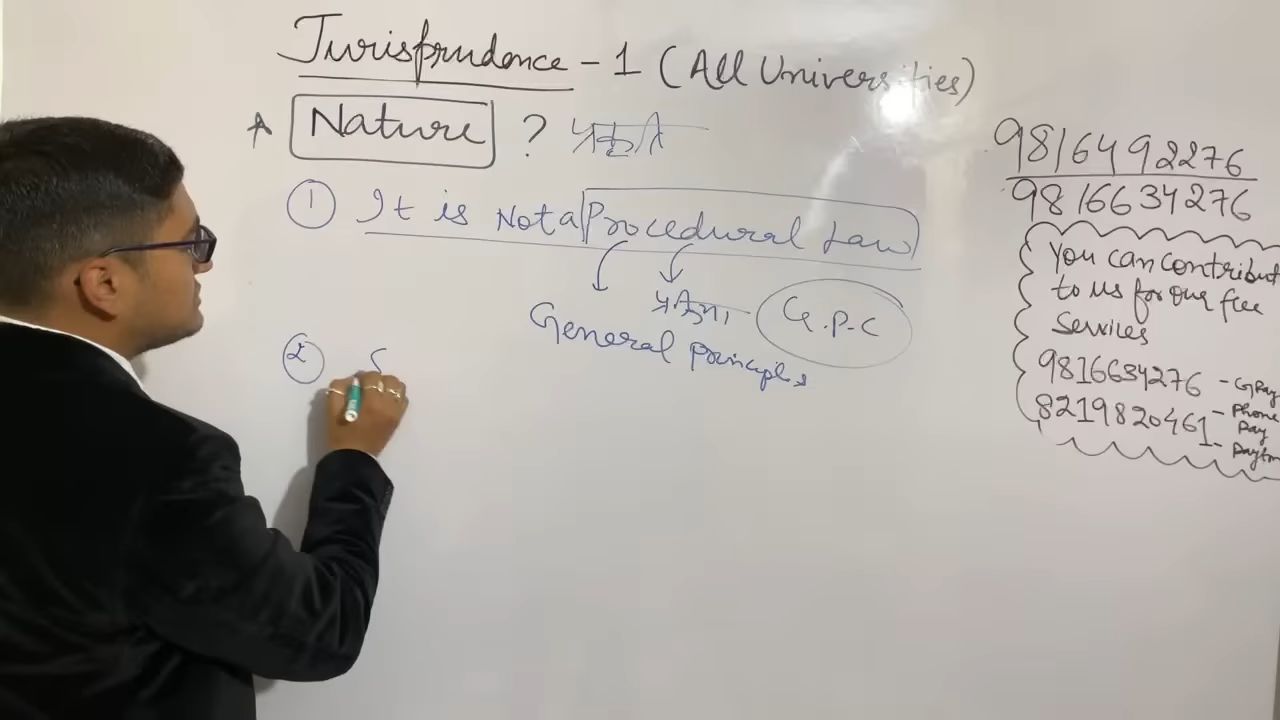 Jurisprudence - 1 (All Universities)
Nature ? प्रकृति
① It is Not a Procedural Law
प्रक्रिया
General principles
C.P.C
②
9816492276
9816634276
You can contribut
to us for our free
Services
9816634276 - GPay
8219820461 - Phone Pay
- Paytm